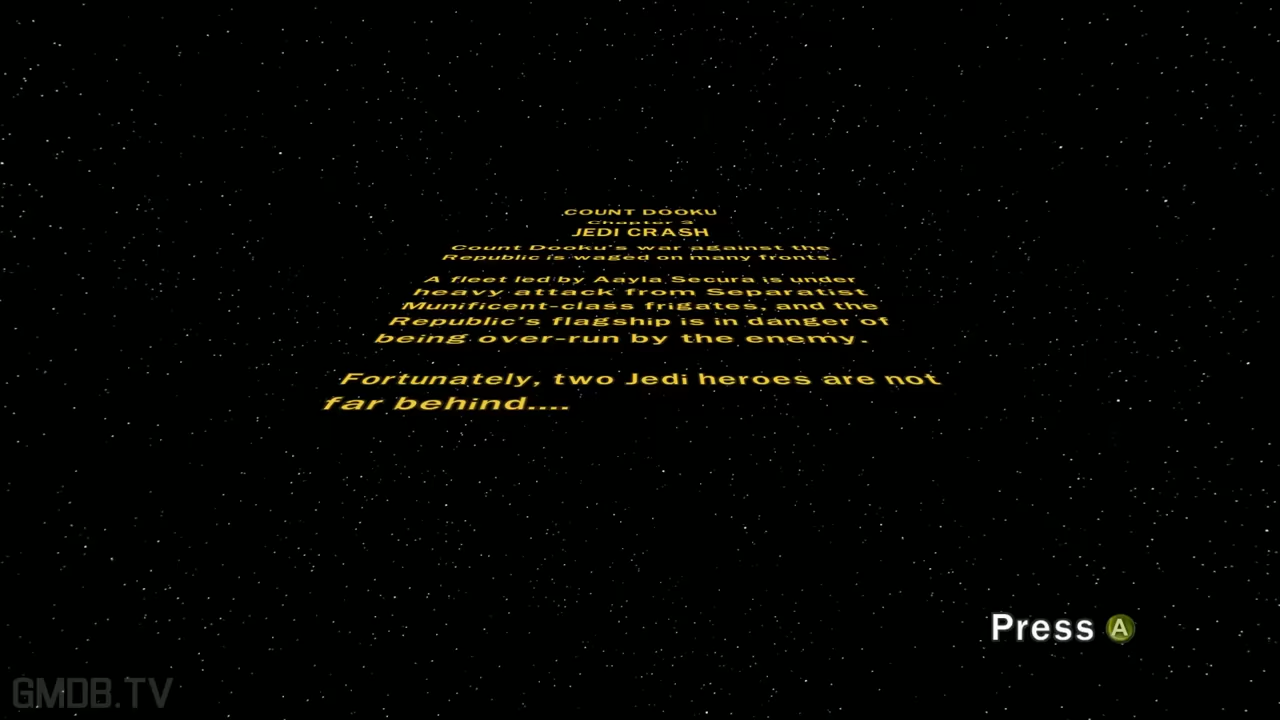 COUNT DOOKU
Chapter 3
JEDI CRASH
Count Dooku's war against the
Republic is waged on many fronts.
A fleet led by Aayla Secura is under
heavy attack from Separatist
Munificent-class frigates, and the
Republic's flagship is in danger of
being over-run by the enemy.
Fortunately, two Jedi heroes are not
far behind....
Press A
GMDB.TV